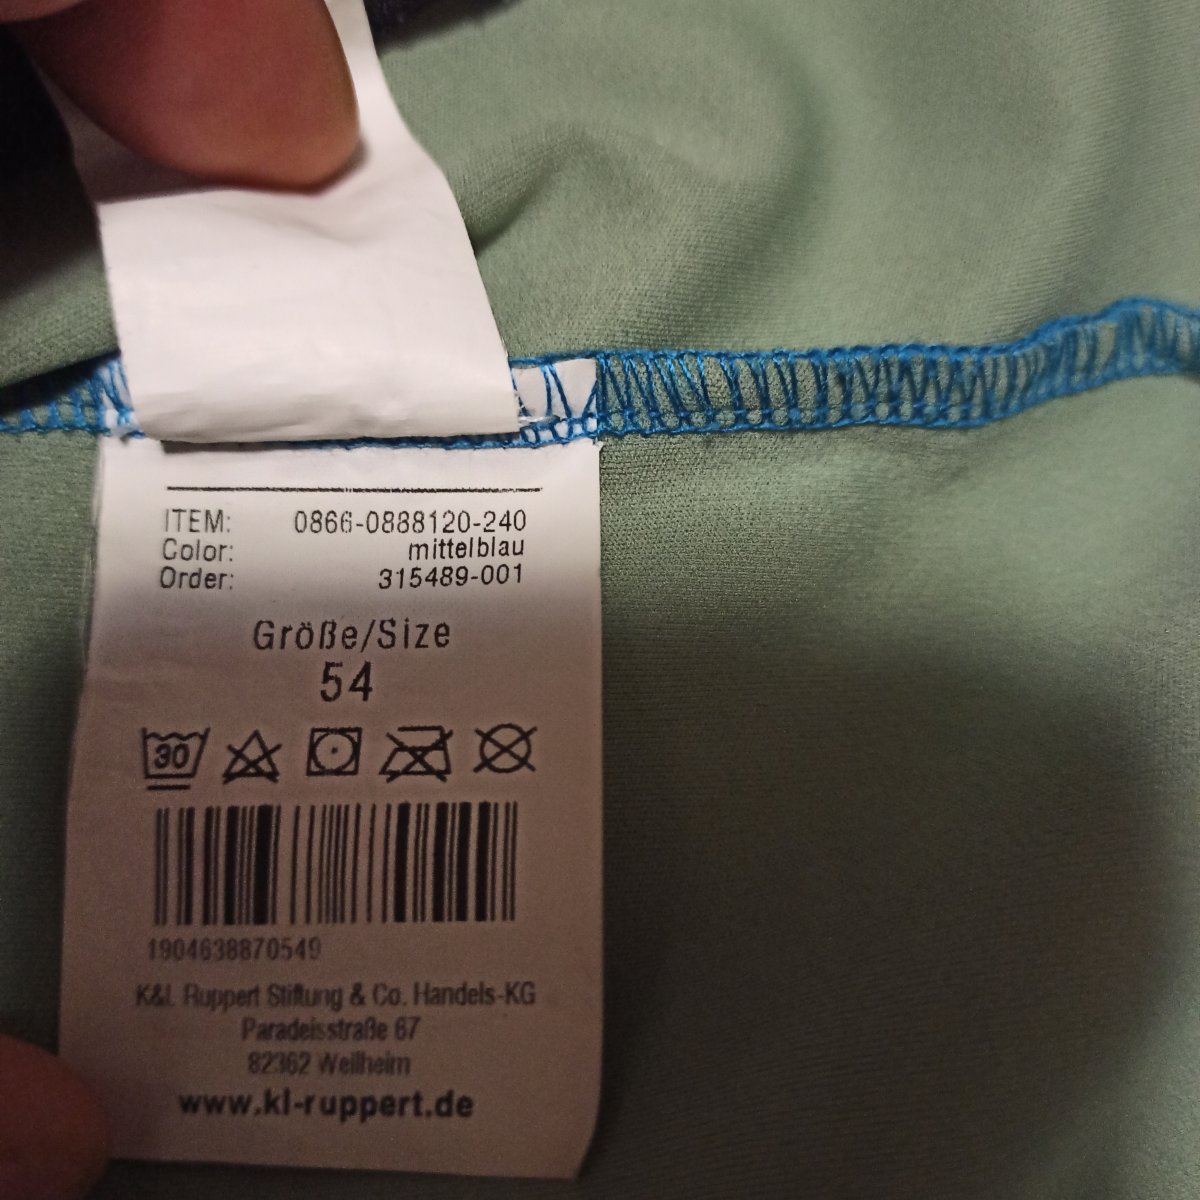 ITEM: 0866-0888120-240
Color: mittelblau
Order: 315489-001
Größe/Size
54
30
1904638870549
K&L Ruppert Stiftung & Co. Handels-KG
Paradeisstraße 67
82362 Weilheim
www.kl-ruppert.de